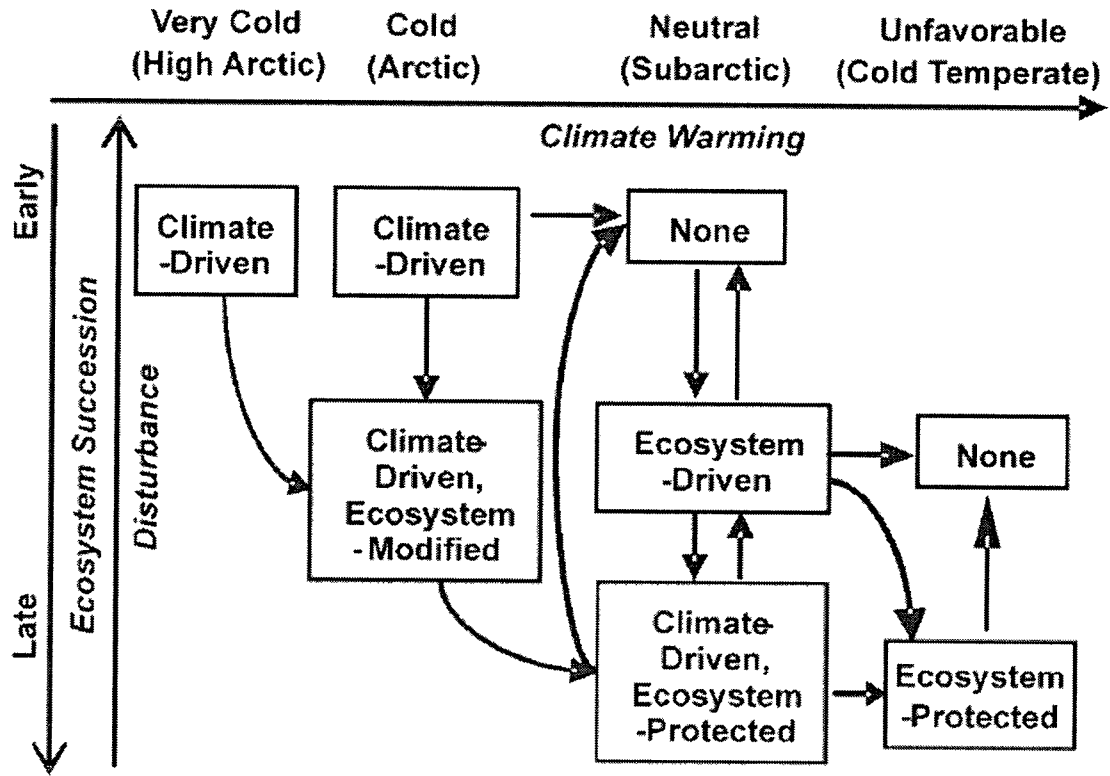 Very Cold
(High Arctic)
Cold
(Arctic)
Neutral
(Subarctic)
Unfavorable
(Cold Temperate)
Climate Warming
Early
Late
Ecosystem Succession
Disturbance
Climate
-Driven
Climate
-Driven
None
Climate-
Driven,
Ecosystem
-Modified
Ecosystem
-Driven
None
Climate-
Driven,
Ecosystem
-Protected
Ecosystem
-Protected